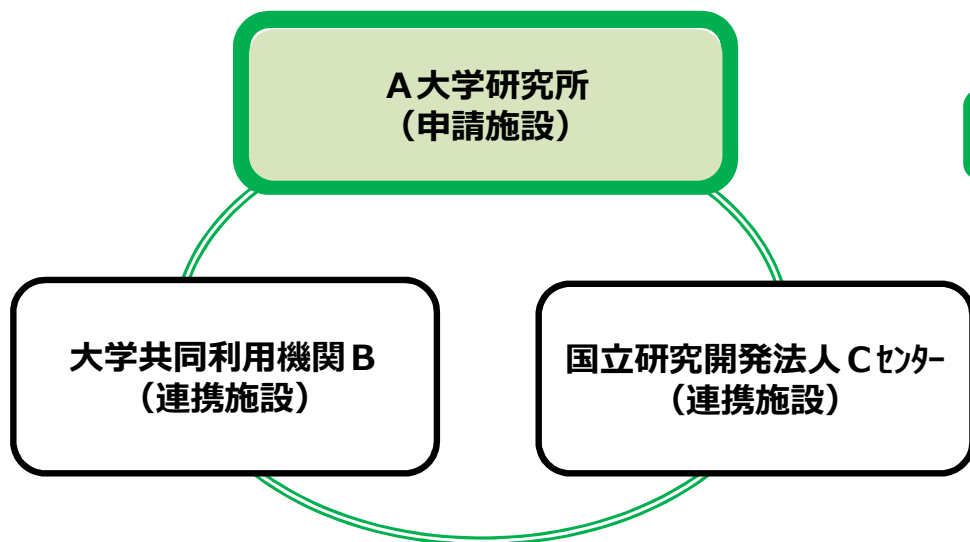 A大学研究所
（申請施設）
大学共同利用機関B
（連携施設）
国立研究開発法人Cｾﾝﾀｰ
（連携施設）